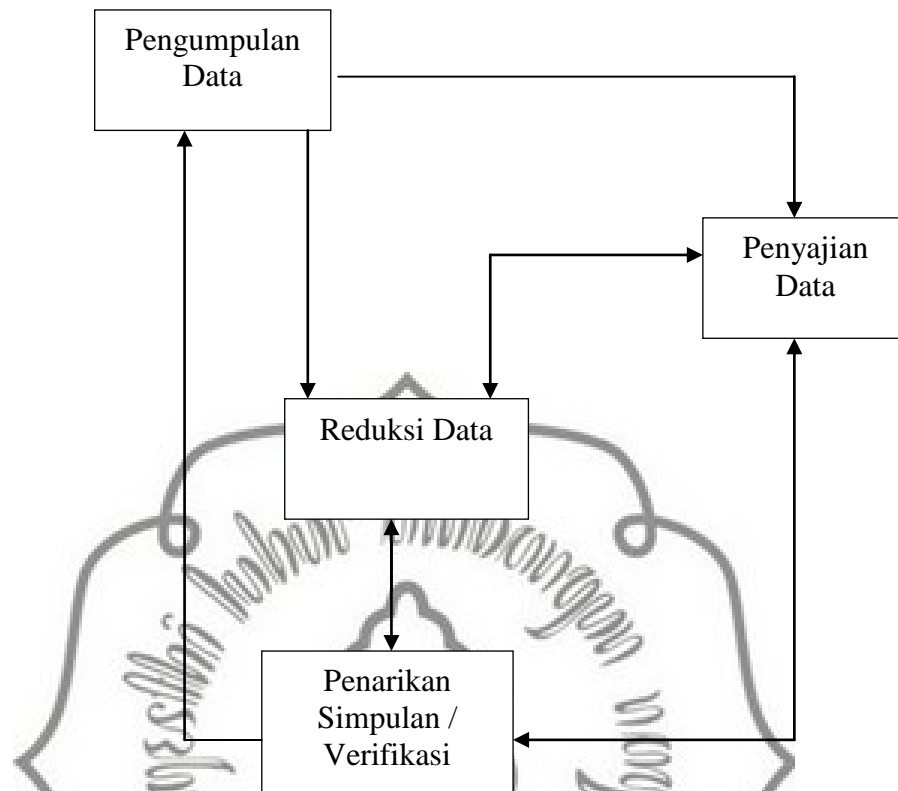 Pengumpulan
Data
Penyajian
Data
Reduksi Data
Penarikan
Simpulan /
Verifikasi